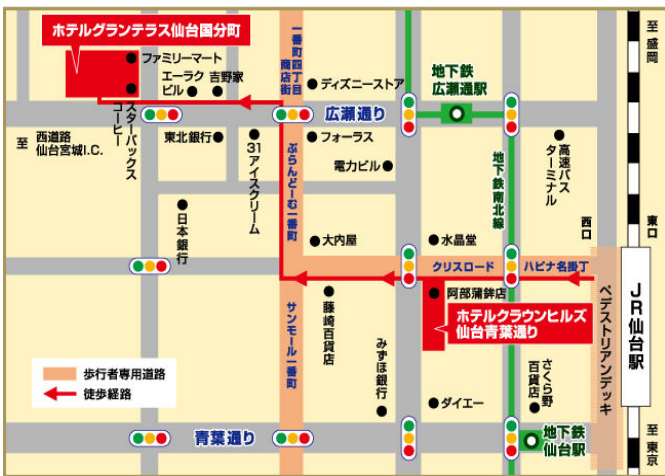 ホテルグランテラス仙台国分町
ファミリーマート
エーラク
ビル
吉野家
一番町四丁目
商店街
ディズニーストア
地下鉄
広瀬通駅
至
盛岡
スターバックス
コーヒー
広瀬通り
至
西道路
仙台宮城I.C.
東北銀行
31アイスクリーム
ぶらんどーむ一番町
フォーラス
電力ビル
地下鉄南北線
高速バス
ターミナル
西口
東口
日本銀行
大内屋
水晶堂
クリスロード
ハピナ名掛丁
阿部蒲鉾店
ホテルクラウンヒルズ
仙台青葉通り
ペデストリアンデッキ
JR仙台駅
サンモール一番町
藤崎百貨店
みずほ銀行
さくら野
百貨店
ダイエー
歩行者専用道路
徒歩経路
青葉通り
地下鉄
仙台駅
至
東京